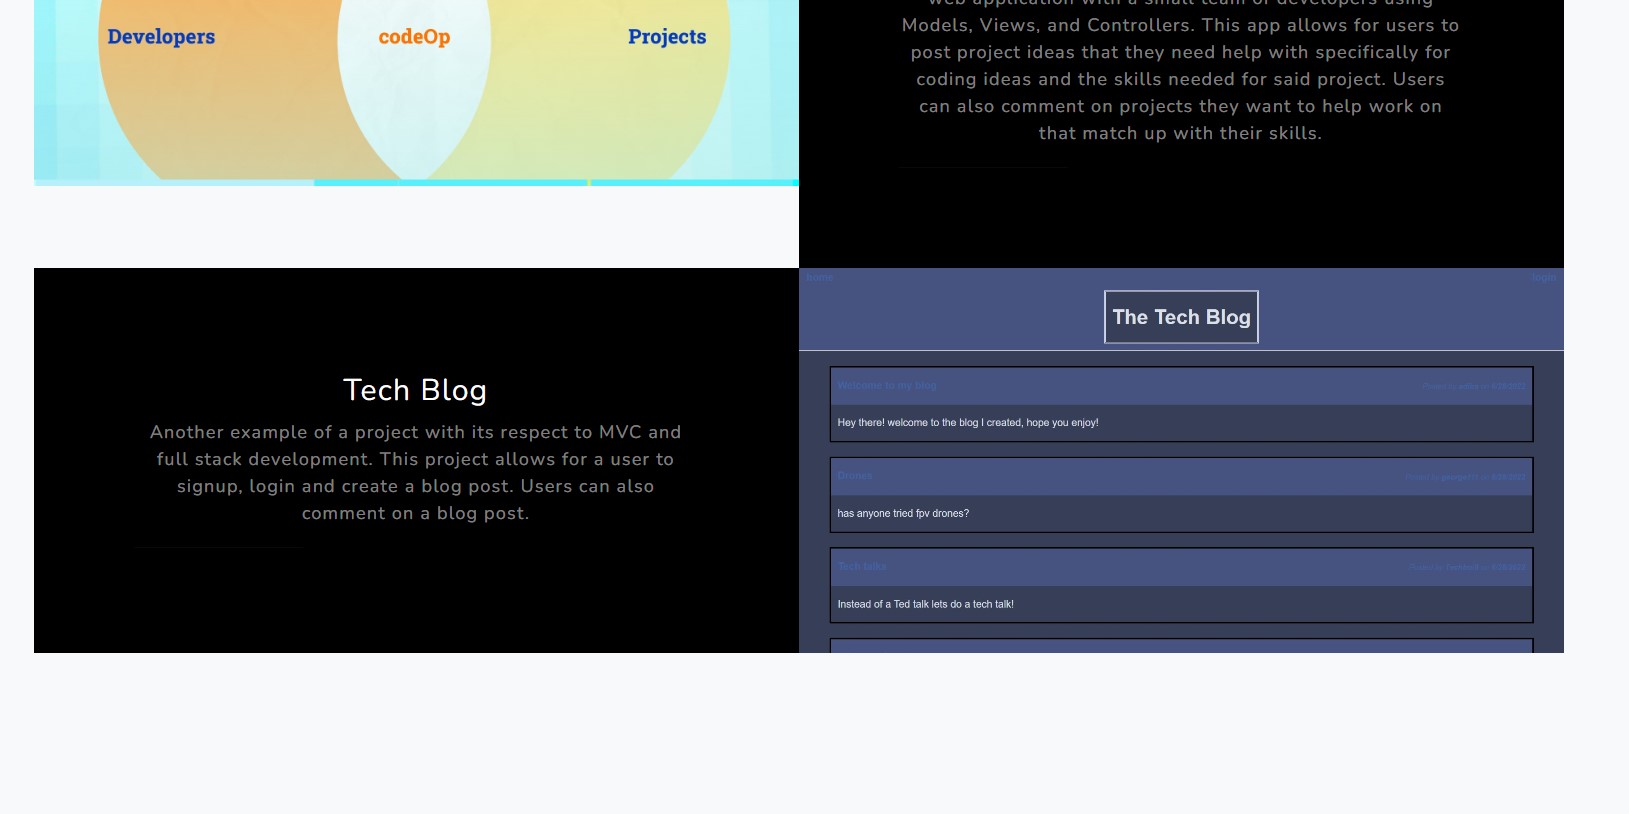 Developers
codeOp
Projects
web application with a small team of developers using
Models, Views, and Controllers. This app allows for users to
post project ideas that they need help with specifically for
coding ideas and the skills needed for said project. Users
can also comment on projects they want to help work on
that match up with their skills.
Tech Blog
Another example of a project with its respect to MVC and
full stack development. This project allows for a user to
signup, login and create a blog post. Users can also
comment on a blog post.
home
login
The Tech Blog
Welcome to my blog
Hey there! welcome to the blog I created, hope you enjoy!
Drones
has anyone tried fpv drones?
Tech talks
Instead of a Ted talk lets do a tech talk!